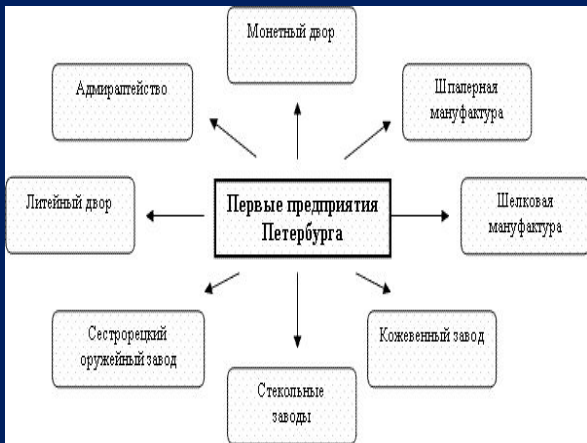 Монетный двор
Адмиралтейство
Шпалерная
мануфактура
Литейный двор
Первые предприятия
Петербурга
Шелковая
мануфактура
Сестрорецкий
оружейный завод
Кожевенный завод
Стекольные
заводы